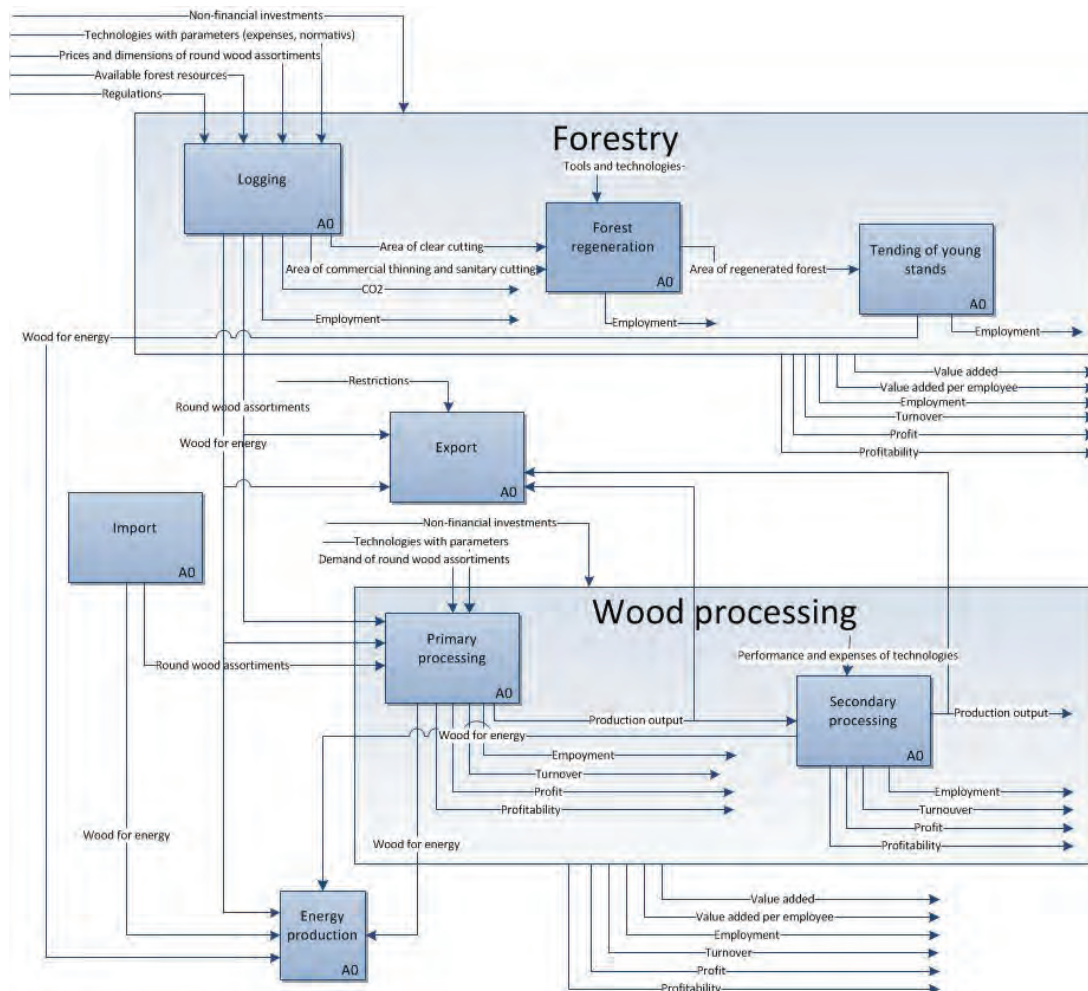 Non-financial investments
Technologies with parameters (expenses, normativs)
Prices and dimensions of round wood assortiments
Available forest resources
Regulations
Forestry
Logging
A0
Tools and technologies
Forest
regeneration
A0
Tending of young
stands
A0
Area of clear cutting
Area of commercial thinning and sanitary cutting
Area of regenerated forest
CO2
Employment
Employment
Employment
Wood for energy
Value added
Value added per employee
Employment
Turnover
Profit
Profitability
Restrictions
Round wood assortiments
Wood for energy
Export
A0
Import
A0
Non-financial investments
Technologies with parameters
Demand of round wood assortiments
Wood processing
Primary
processing
A0
Round wood assortiments
Performance and expenses of technologies
Secondary
processing
A0
Production output
Production output
Wood for energy
Empoyment
Turnover
Profit
Profitability
Employment
Turnouver
Profit
Profitability
Wood for energy
Wood for energy
Energy
production
A0
Value added
Value added per employee
Employment
Turnover
Profit
Profitability